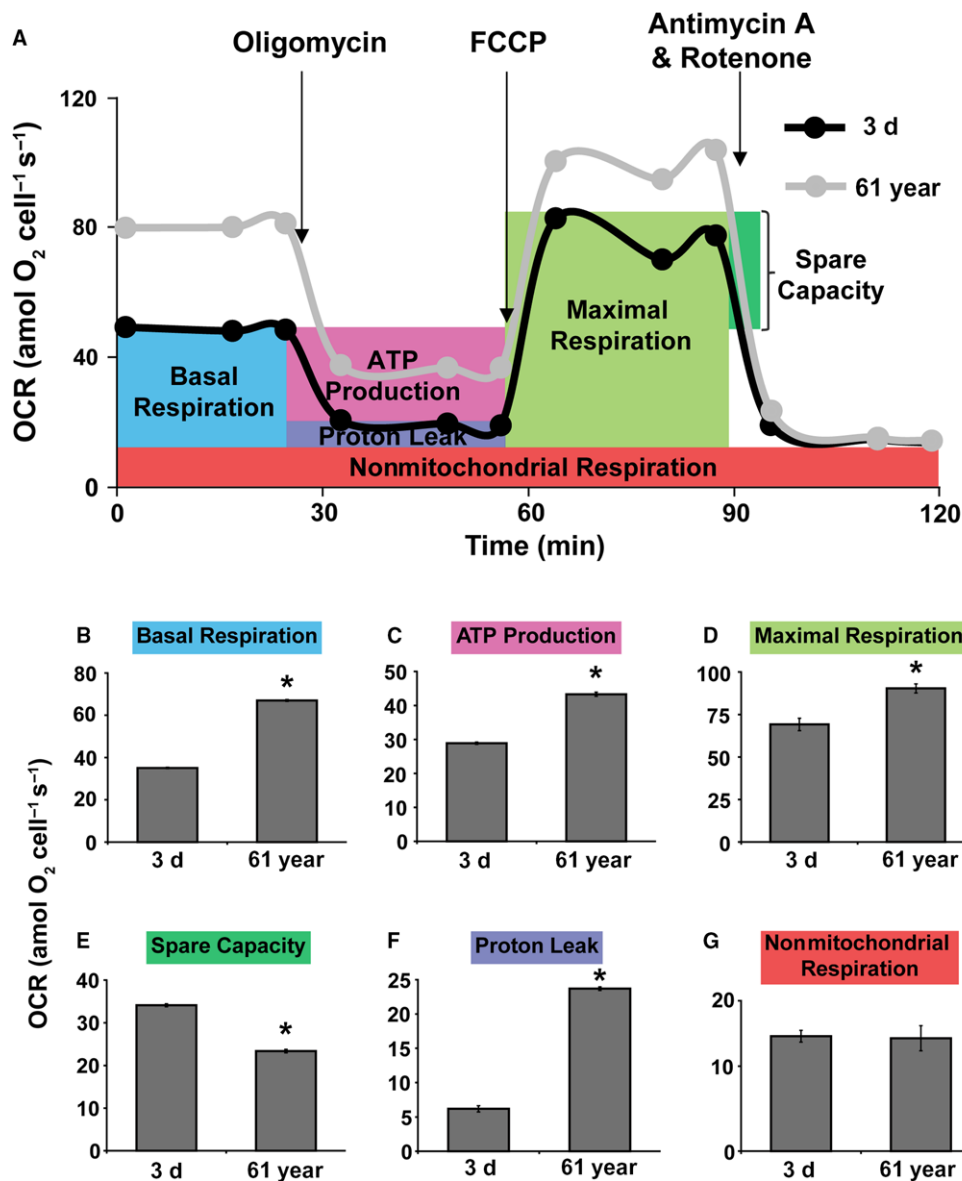 A
Oligomycin
FCCP
Antimycin A
& Rotenone
3 d
61 year
OCR (amol O₂ cell⁻¹ s⁻¹)
120
80
40
0
Basal
Respiration
ATP
Production
Proton Leak
Maximal
Respiration
Spare
Capacity
Nonmitochondrial Respiration
0
30
60
90
120
Time (min)
OCR (amol O₂ cell⁻¹ s⁻¹)
B
Basal Respiration
80
60
40
20
0
*
3 d
61 year
C
ATP Production
50
40
30
20
10
0
*
3 d
61 year
D
Maximal Respiration
100
75
50
25
0
*
3 d
61 year
E
Spare Capacity
40
30
20
10
0
*
3 d
61 year
F
Proton Leak
25
20
15
10
5
0
*
3 d
61 year
G
Nonmitochondrial
Respiration
20
10
0
3 d
61 year